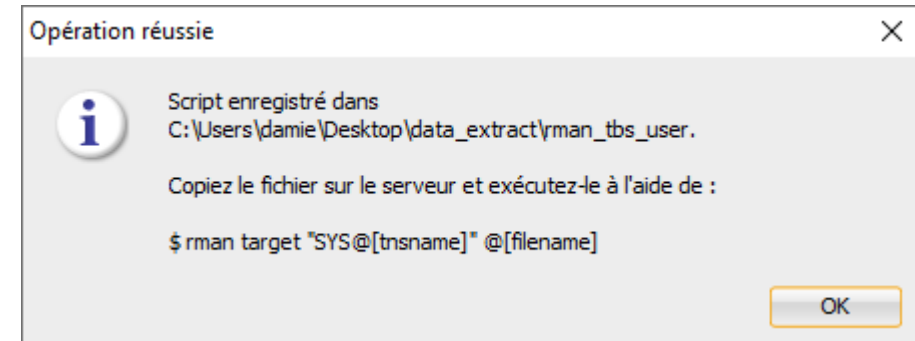 Opération réussie
Script enregistré dans
C:\Users\damie\Desktop\data_extract\rman_tbs_user.
Copiez le fichier sur le serveur et exécutez-le à l'aide de :
$ rman target "SYS@[tnsname]" @[filename]
OK